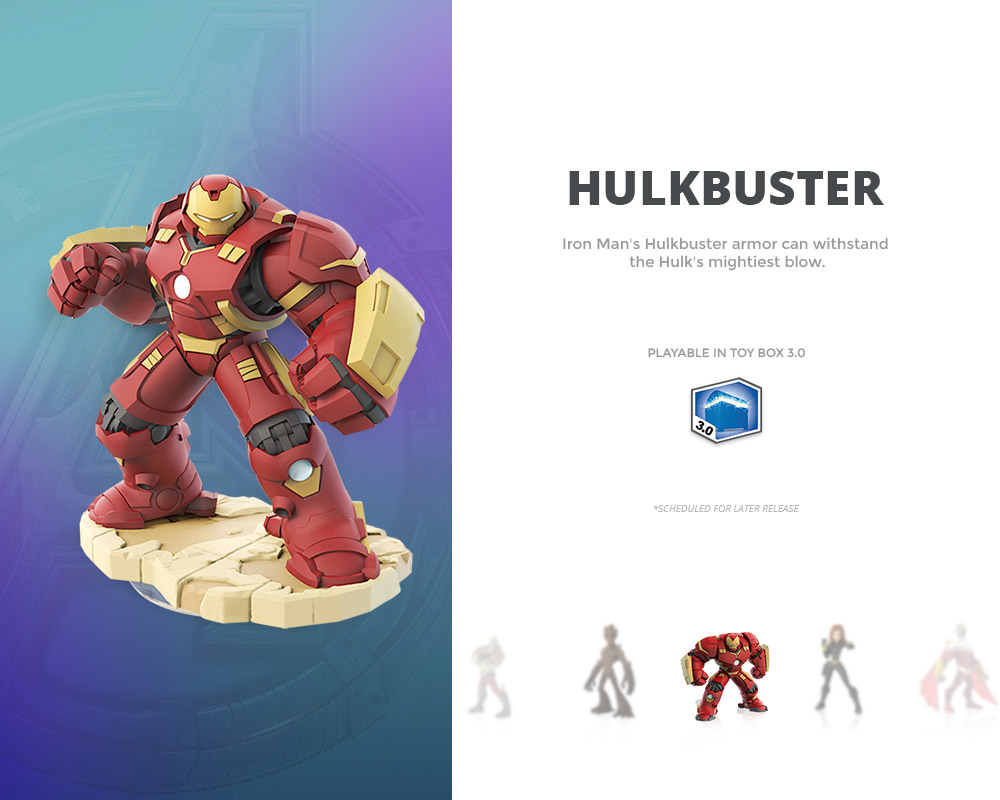 HULKBUSTER
Iron Man's Hulkbuster armor can withstand
the Hulk's mightiest blow.
PLAYABLE IN TOY BOX 3.0
3.0
*SCHEDULED FOR LATER RELEASE